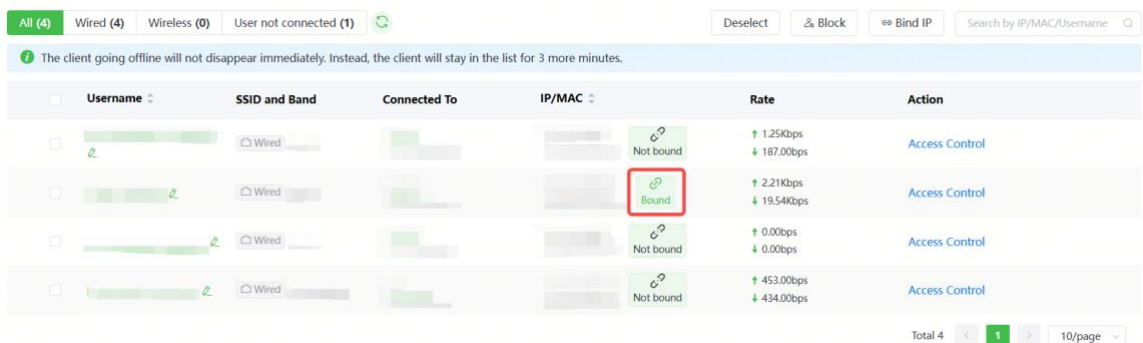 All (4) Wired (4) Wireless (0) User not connected (1) Deselect Block Bind IP Search by IP/MAC/Username
The client going offline will not disappear immediately. Instead, the client will stay in the list for 3 more minutes.
Username SSID and Band Connected To IP/MAC Rate Action
Wired Not bound ↑ 1.25Kbps Access Control
↓ 187.00bps
Wired Bound ↑ 2.21Kbps Access Control
↓ 19.54Kbps
Wired Not bound ↑ 0.00bps Access Control
↓ 0.00bps
Wired Not bound ↑ 453.00bps Access Control
↓ 434.00bps
Total 4 < 1 > 10/page